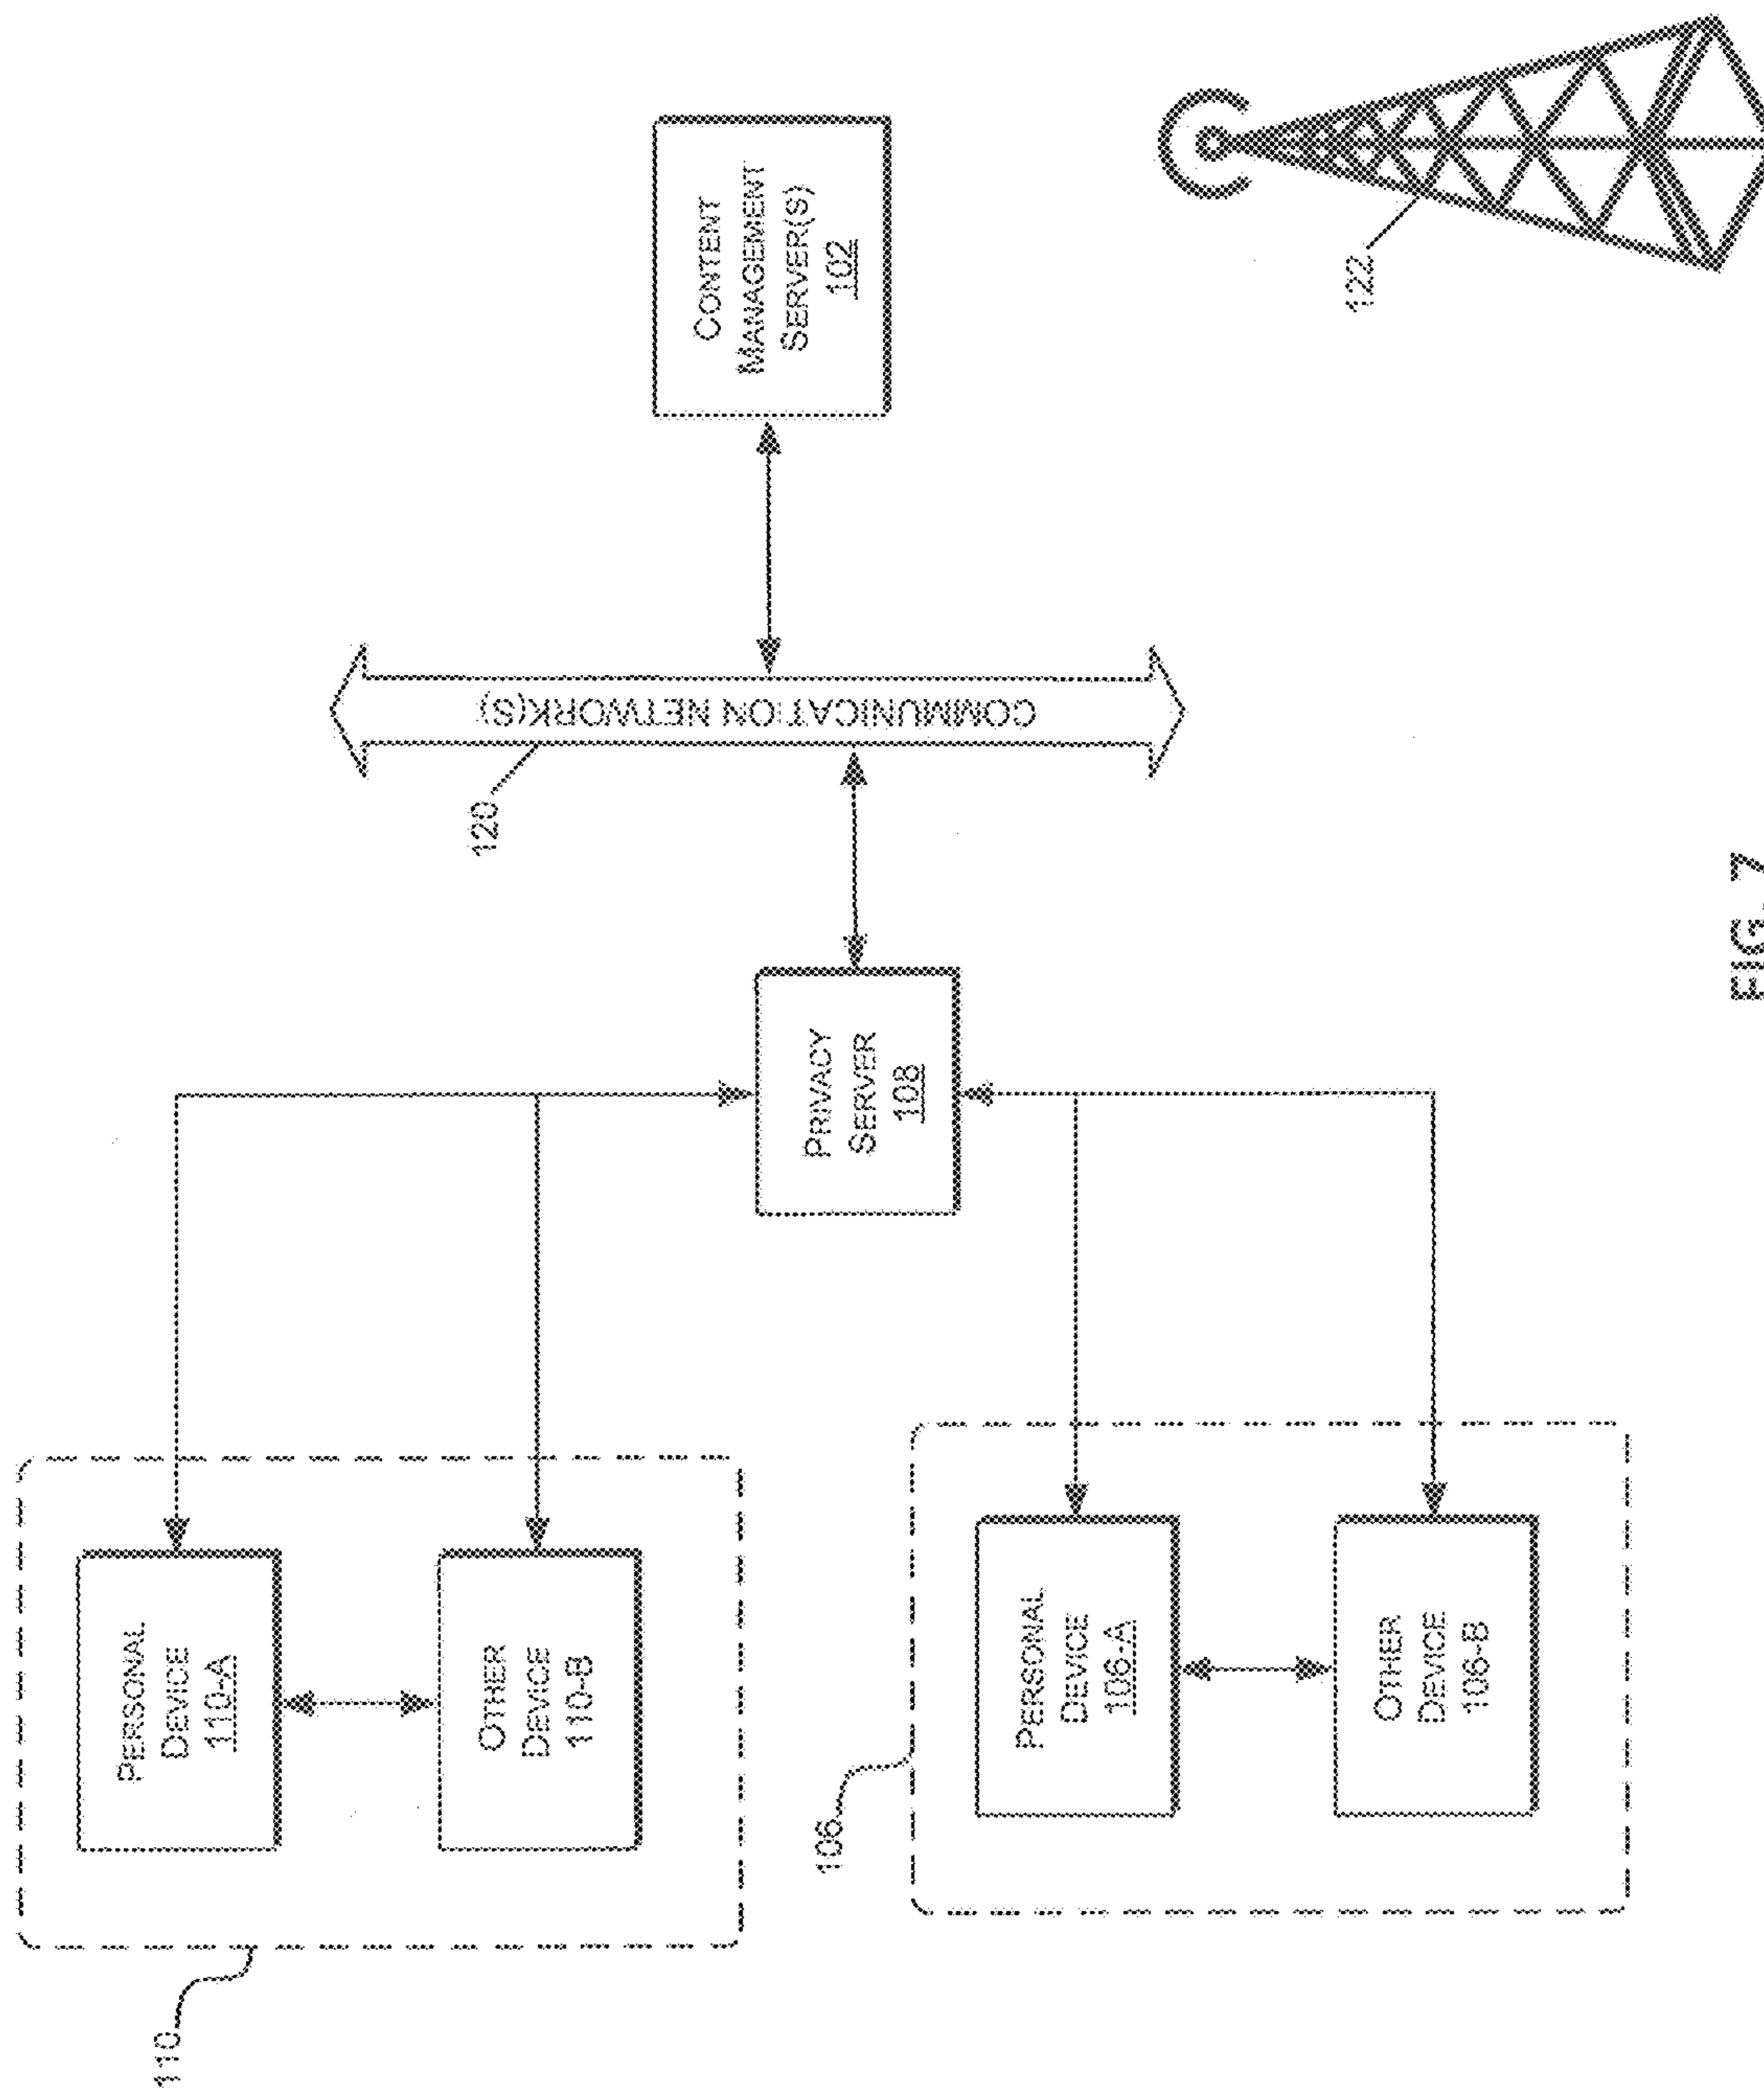 110
PERSONAL
DEVICE
110-A
OTHER
DEVICE
110-B
106
PERSONAL
DEVICE
106-A
OTHER
DEVICE
106-B
PRIVACY
SERVER
108
120
COMMUNICATION NETWORK(S)
CONTENT
MANAGEMENT
SERVER(S)
102
122
FIG. 7